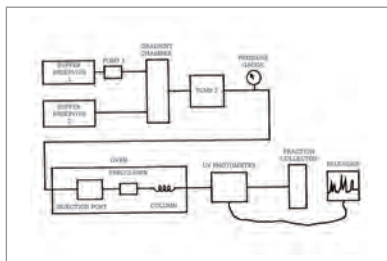 GRADIENT
CHAMBER
PRESSURE
GAUGE
BUFFER
RESERVOIR
1
PUMP 1
PUMP 2
BUFFER
RESERVOIR
2
OVEN
UV PHOTOMETER
FRACTION
COLLECTOR
RECORDER
INJECTION PORT
COLUMN